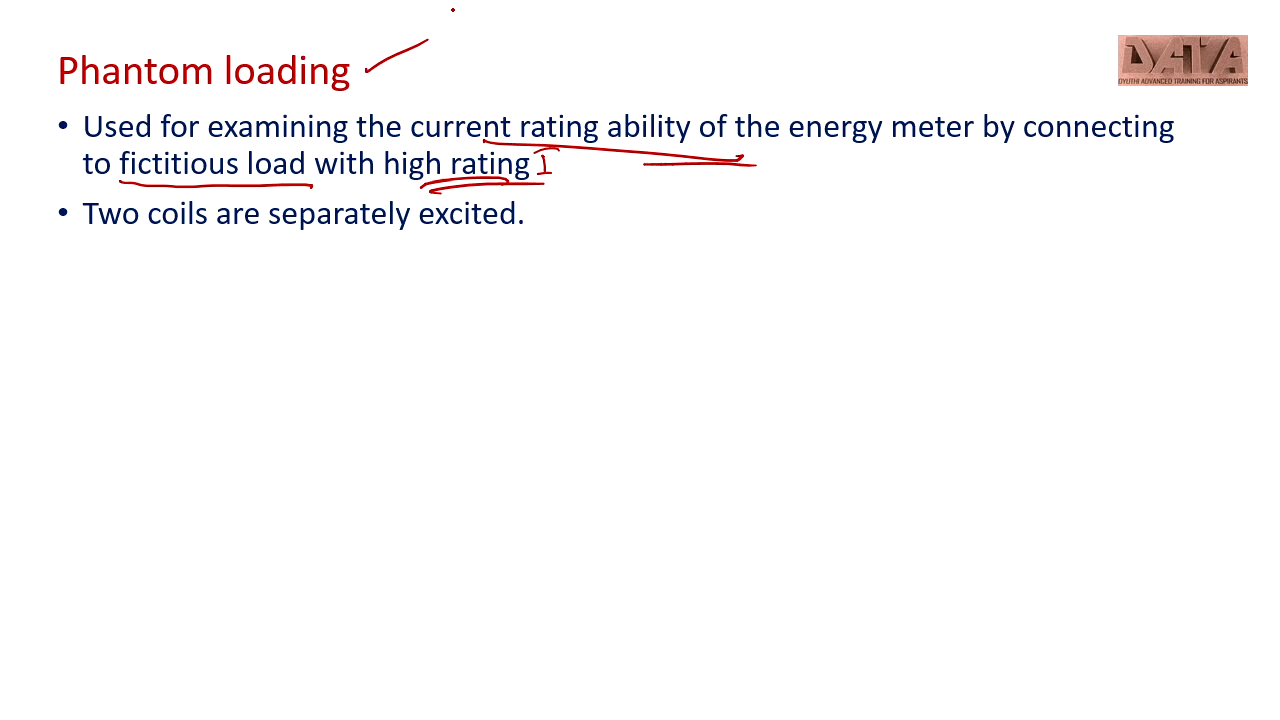 Phantom loading
DATA
DYUTHI ADVANCED TRAINING FOR ASPIRANTS
• Used for examining the current rating ability of the energy meter by connecting
to fictitious load with high rating I
• Two coils are separately excited.